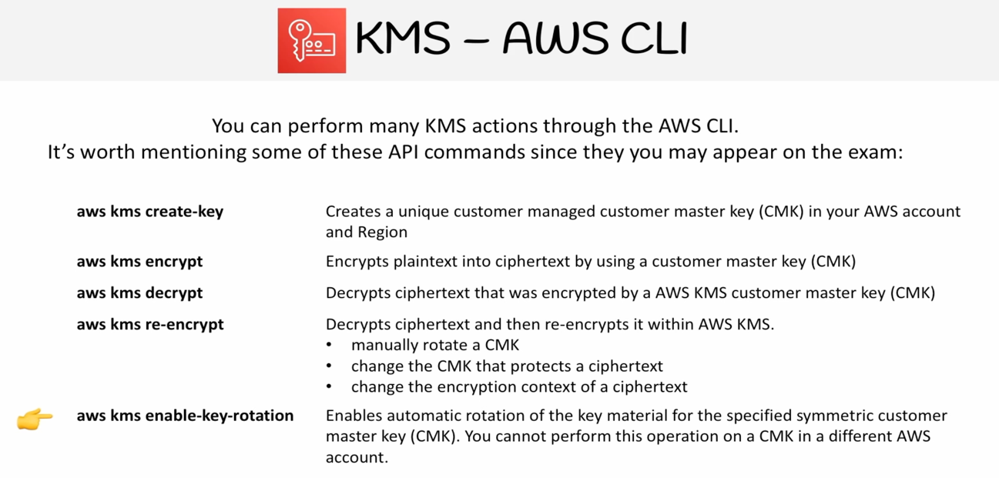 KMS – AWS CLI
You can perform many KMS actions through the AWS CLI.
It's worth mentioning some of these API commands since they you may appear on the exam:
aws kms create-key
Creates a unique customer managed customer master key (CMK) in your AWS account
and Region
aws kms encrypt
Encrypts plaintext into ciphertext by using a customer master key (CMK)
aws kms decrypt
Decrypts ciphertext that was encrypted by a AWS KMS customer master key (CMK)
aws kms re-encrypt
Decrypts ciphertext and then re-encrypts it within AWS KMS.
• manually rotate a CMK
• change the CMK that protects a ciphertext
• change the encryption context of a ciphertext
aws kms enable-key-rotation
Enables automatic rotation of the key material for the specified symmetric customer
master key (CMK). You cannot perform this operation on a CMK in a different AWS
account.